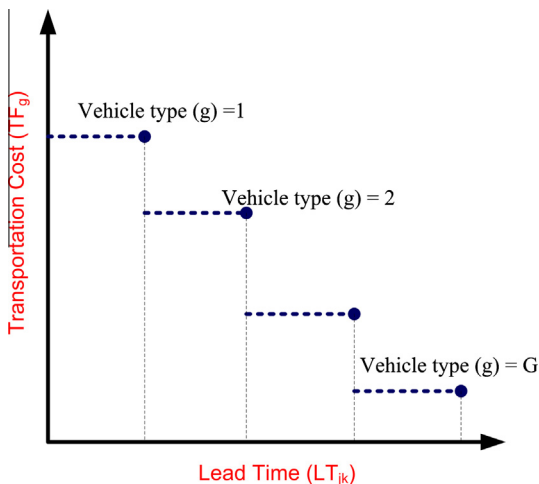 Vehicle type (g) =1
Vehicle type (g) = 2
Vehicle type (g) = G
Transportation Cost (TFg)
Lead Time (LTjk)